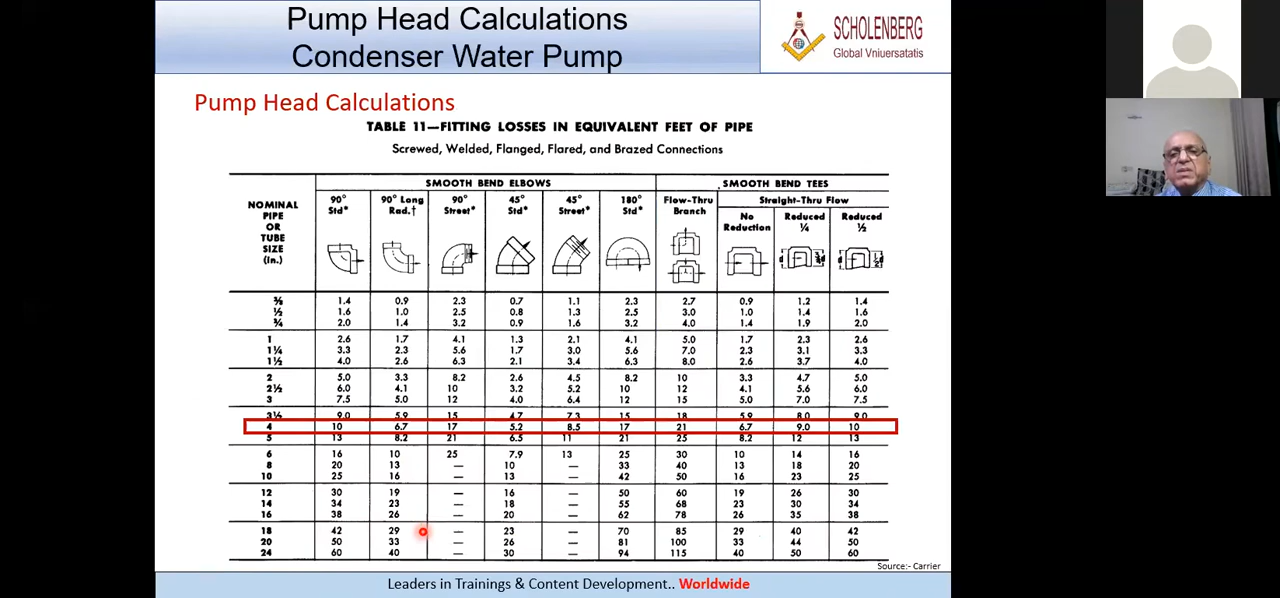 Pump Head Calculations
Condenser Water Pump
SCHOLENBERG
Global Vniuersatatis
Pump Head Calculations
TABLE 11—FITTING LOSSES IN EQUIVALENT FEET OF PIPE
Screwed, Welded, Flanged, Flared, and Brazed Connections
NOMINAL PIPE OR TUBE SIZE (in.) SMOOTH BEND ELBOWS SMOOTH BEND TEES
90° Std* 90° Long Rad.† 90° Street* 45° Std* 45° Street* 180° Std* Flow-Thru Branch Straight-Thru Flow
No Reduction Reduced ¼ Reduced ½
⅜ 1.4 0.9 2.3 0.7 1.1 2.3 2.7 0.9 1.2 1.4
½ 1.6 1.0 2.5 0.8 1.3 2.5 3.0 1.0 1.4 1.6
¾ 2.0 1.4 3.2 0.9 1.6 3.2 4.0 1.4 1.9 2.0
1 2.6 1.7 4.1 1.3 2.1 4.1 5.0 1.7 2.3 2.6
1¼ 3.3 2.3 5.6 1.7 3.0 5.6 7.0 2.3 3.1 3.3
1½ 4.0 2.6 6.3 2.1 3.4 6.3 8.0 2.6 3.7 4.0
2 5.0 3.3 8.2 2.6 4.5 8.2 10 3.3 4.7 5.0
2½ 6.0 4.1 10 3.2 5.2 10 12 4.1 5.6 6.0
3 7.5 5.0 12 4.0 6.4 12 15 5.0 7.0 7.5
3½ 9.0 5.9 15 4.7 7.3 15 18 5.9 8.0 9.0
4 10 6.7 17 5.2 8.5 17 21 6.7 9.0 10
5 13 8.2 21 6.5 11 21 25 8.2 12 13
6 16 10 25 7.9 13 25 30 10 14 16
8 20 13 — 10 — 33 40 13 18 20
10 25 16 — 13 — 42 50 16 23 25
12 30 19 — 16 — 50 60 19 26 30
14 34 23 — 18 — 55 68 23 30 34
16 38 26 — 20 — 62 78 26 35 38
18 42 29 — 23 — 70 85 29 40 42
20 50 33 — 26 — 81 100 33 44 50
24 60 40 — 30 — 94 115 40 50 60
Source:- Carrier
Leaders in Trainings & Content Development.. Worldwide